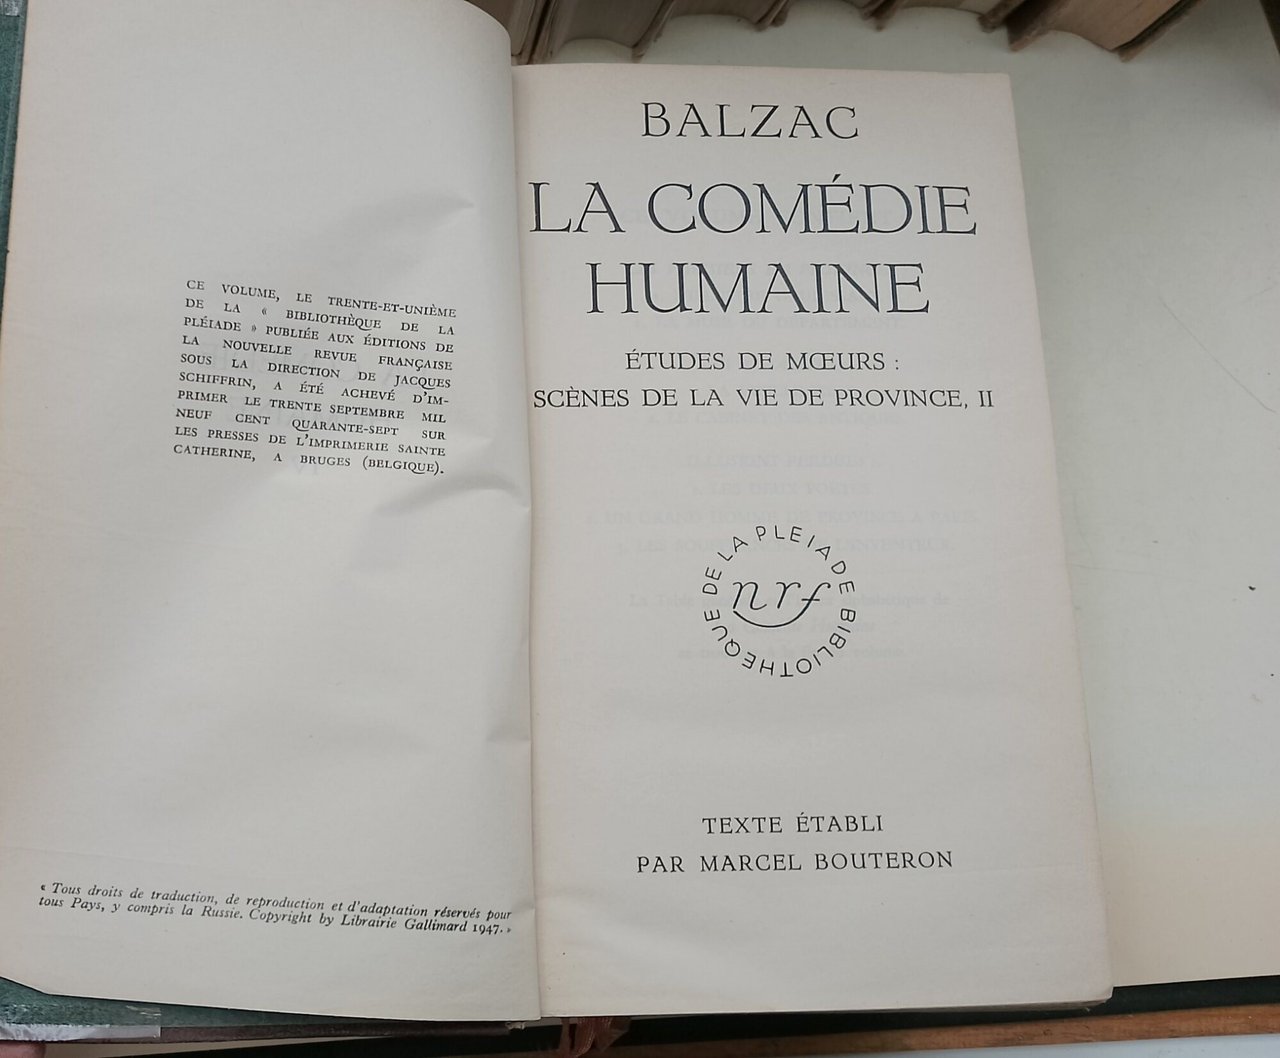 CE VOLUME, LE TRENTE-ET-UNIÈME
DE LA « BIBLIOTHÈQUE DE LA
PLÉIADE » PUBLIÉE AUX ÉDITIONS DE
LA NOUVELLE REVUE FRANÇAISE
SOUS LA DIRECTION DE JACQUES
SCHIFFRIN, A ÉTÉ ACHEVÉ D'IM-
PRIMER LE TRENTE SEPTEMBRE MIL
NEUF CENT QUARANTE-SEPT SUR
LES PRESSES DE L'IMPRIMERIE SAINTE
CATHERINE, A BRUGES (BELGIQUE).
« Tous droits de traduction, de reproduction et d'adaptation réservés pour
tous Pays, y compris la Russie. Copyright by Librairie Gallimard 1947. »
BALZAC
LA COMÉDIE
HUMAINE
ÉTUDES DE MŒURS :
SCÈNES DE LA VIE DE PROVINCE, II
BIBLIOTHEQUE DE LA PLEIADE
nrf
TEXTE ÉTABLI
PAR MARCEL BOUTERON